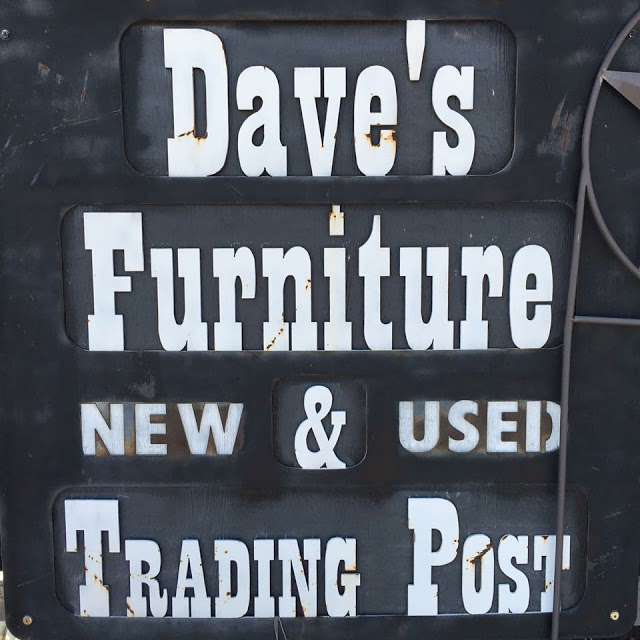 Dave's
Furniture
NEW & USED
TRADING POST